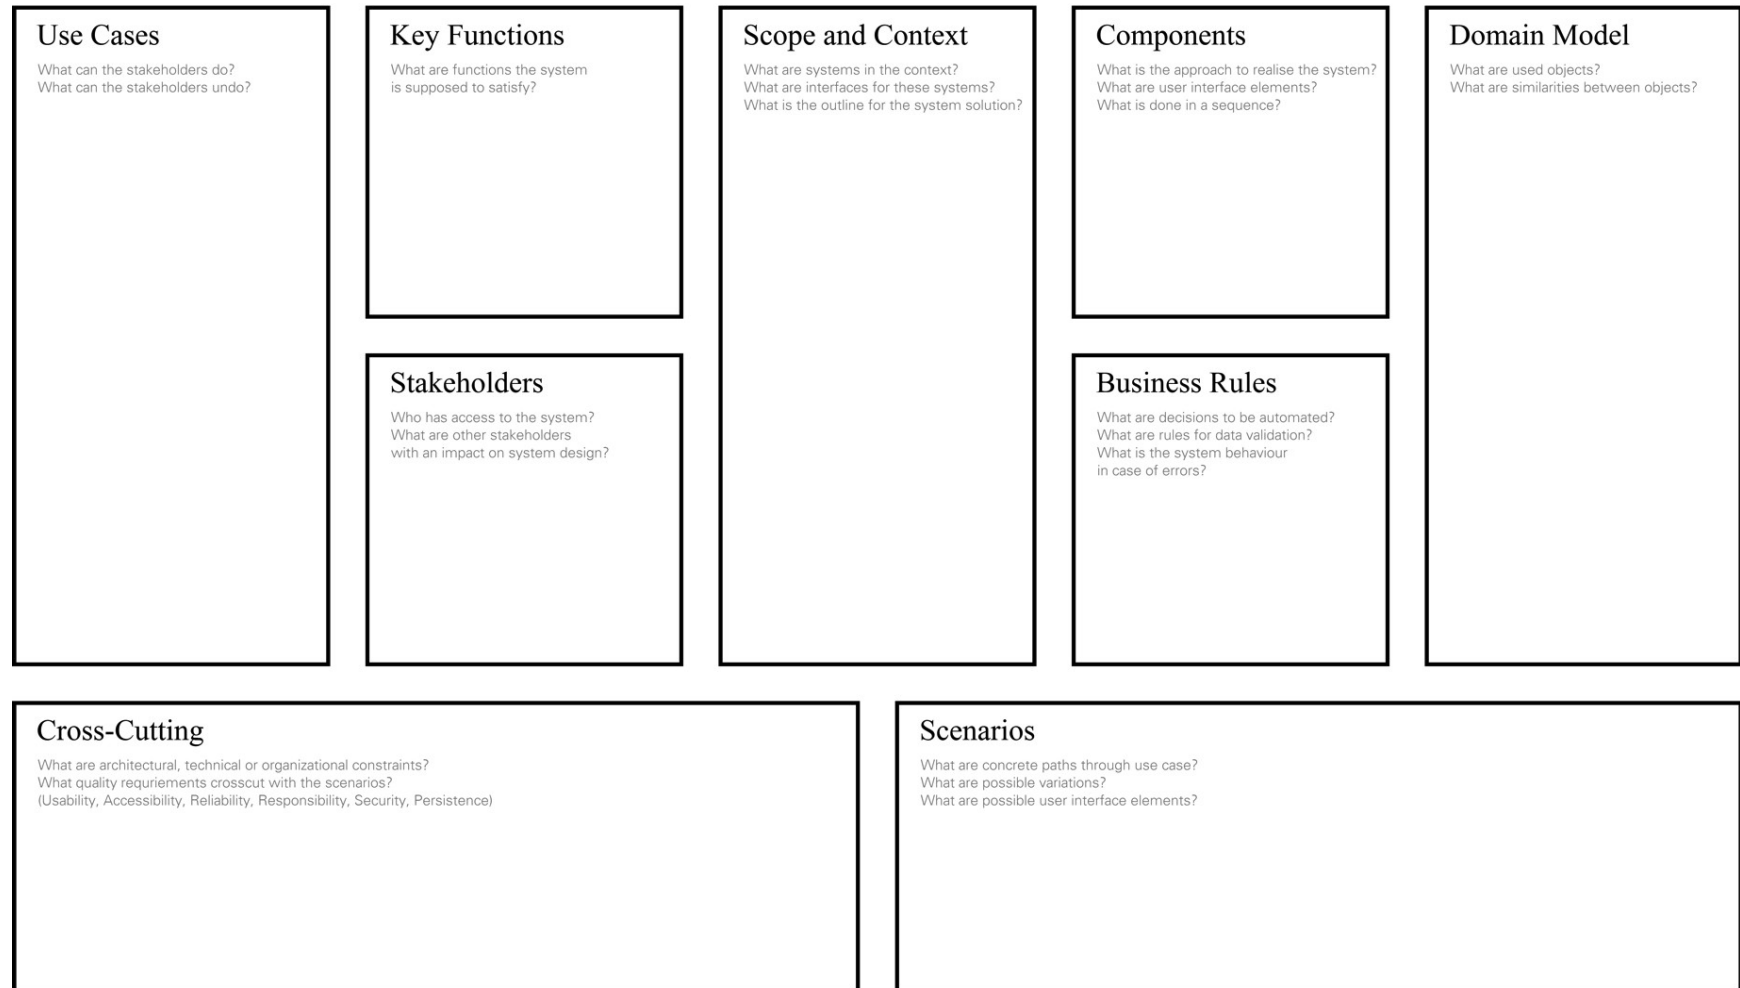 Use Cases
What can the stakeholders do?
What can the stakeholders undo?
Key Functions
What are functions the system
is supposed to satisfy?
Stakeholders
Who has access to the system?
What are other stakeholders
with an impact on system design?
Scope and Context
What are systems in the context?
What are interfaces for these systems?
What is the outline for the system solution?
Components
What is the approach to realise the system?
What are user interface elements?
What is done in a sequence?
Business Rules
What are decisions to be automated?
What are rules for data validation?
What is the system behaviour
in case of errors?
Domain Model
What are used objects?
What are similarities between objects?
Cross-Cutting
What are architectural, technical or organizational constraints?
What quality requriements crosscut with the scenarios?
(Usability, Accessibility, Reliability, Responsibility, Security, Persistence)
Scenarios
What are concrete paths through use case?
What are possible variations?
What are possible user interface elements?